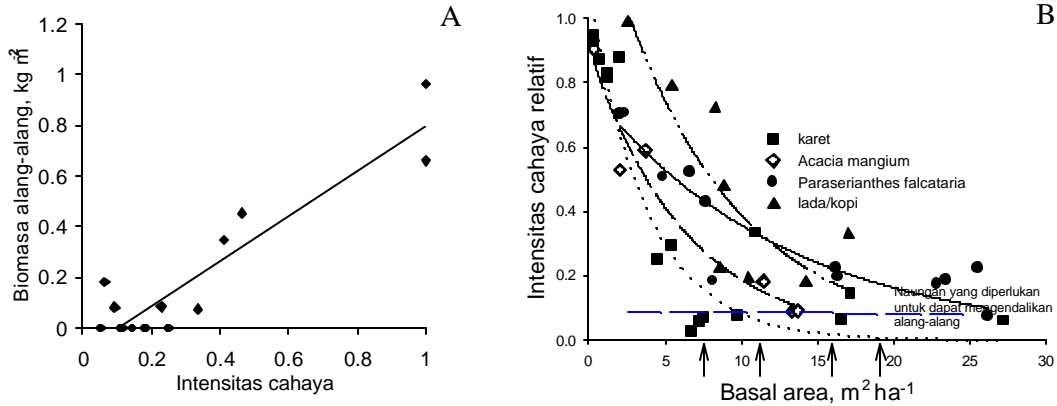 A
1.2
1
0.8
0.6
0.4
0.2
0
Biomasa alang-alang, kg m²
0
0.2
0.4
0.6
0.8
1
Intensitas cahaya
B
1.0
0.8
0.6
0.4
0.2
0.0
Intensitas cahaya relatif
karet
Acacia mangium
Paraserianthes falcataria
lada/kopi
Naungan yang diperlukan
untuk dapat mengendalikan
alang-alang
0
5
10
15
20
25
30
Basal area, m² ha⁻¹